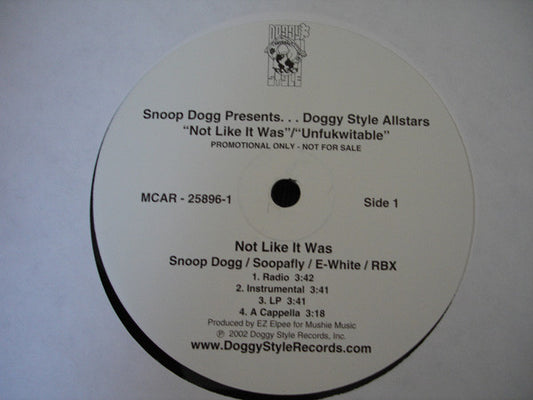 DOGGY
STYLE
Snoop Dogg Presents. . . Doggy Style Allstars
“Not Like It Was”/“Unfukwitable”
PROMOTIONAL ONLY - NOT FOR SALE
MCAR - 25896-1
Side 1
Not Like It Was
Snoop Dogg / Soopafly / E-White / RBX
1. Radio 3:42
2. Instrumental 3:41
3. LP 3:41
4. A Cappella 3:18
Produced by EZ Elpee for Mushie Music
℗ 2002 Doggy Style Records, Inc.
www.DoggyStyleRecords.com